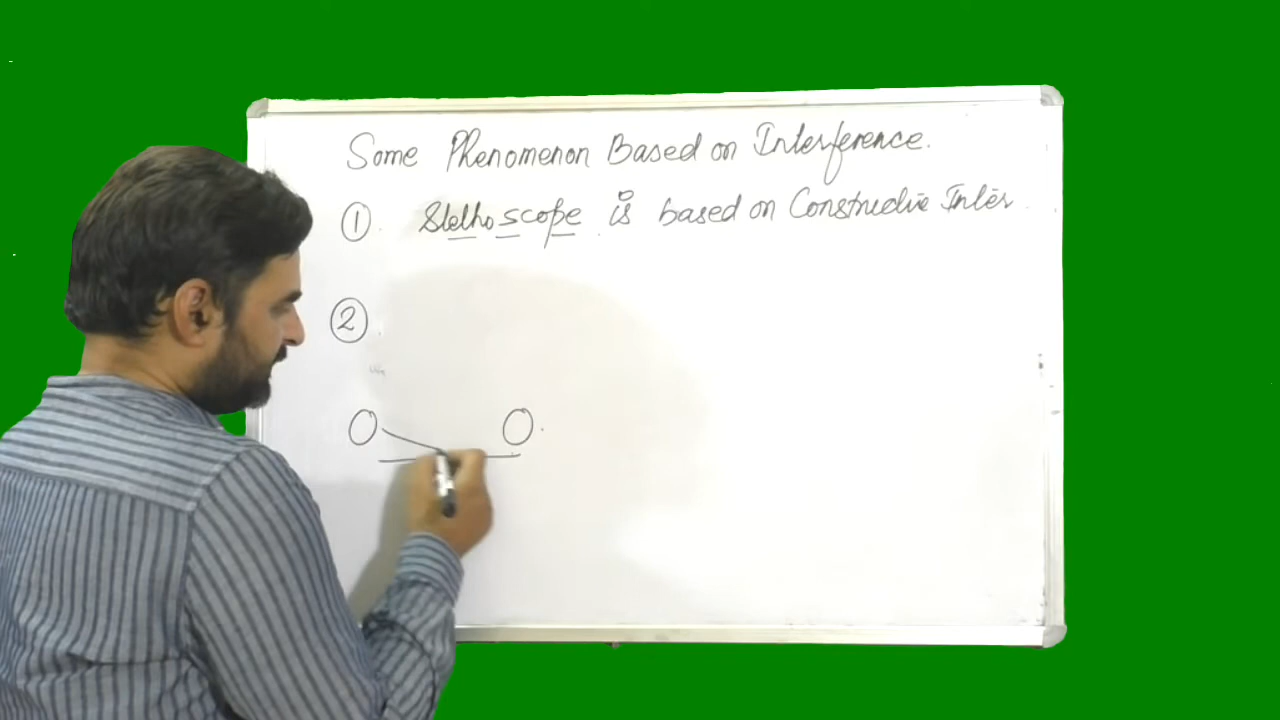 Some Phenomenon Based on Interference.
① Stethoscope is based on Constructive Inter
②